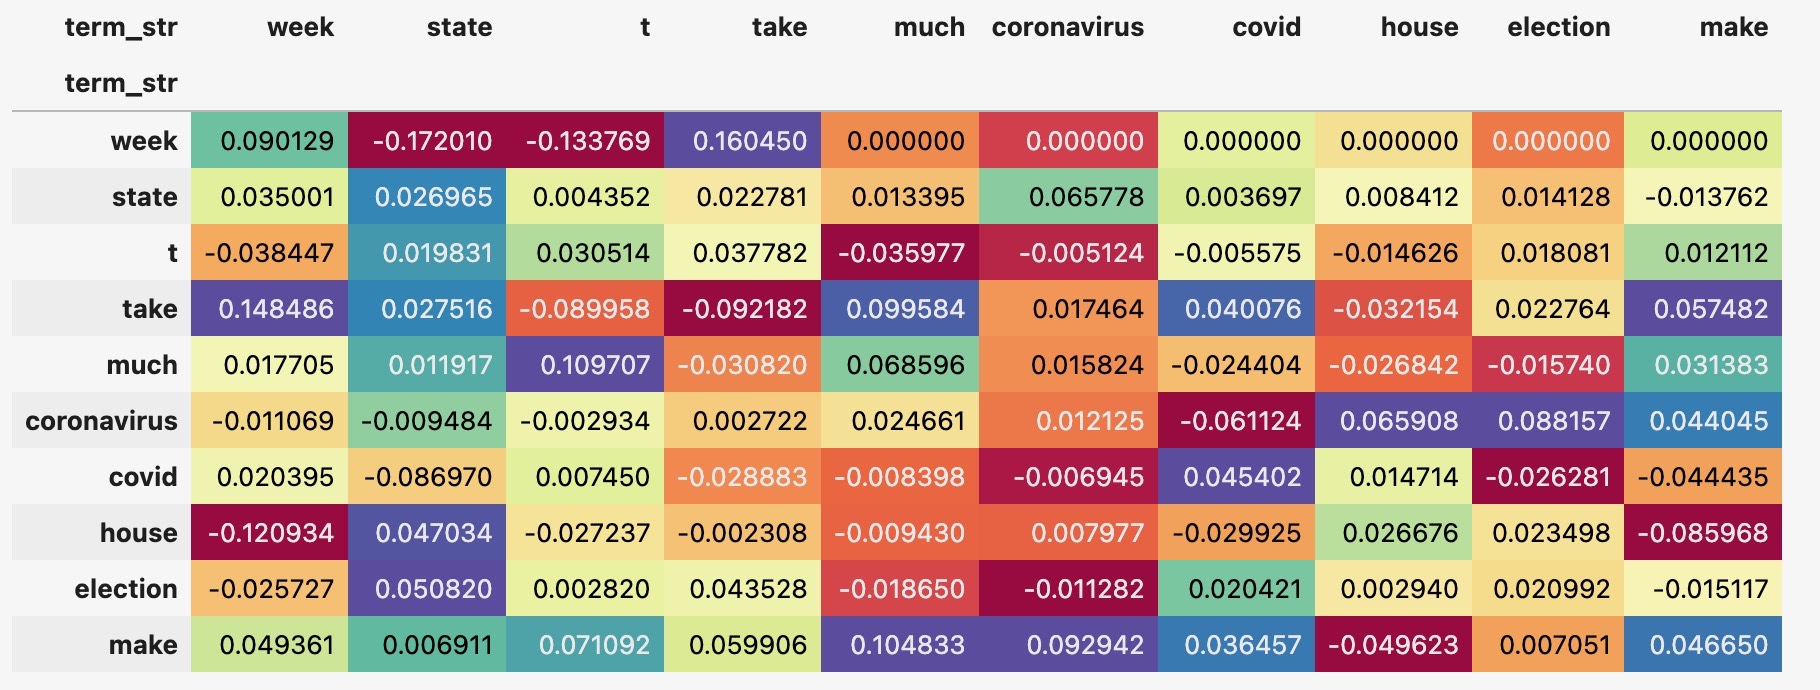 term_str week state t take much coronavirus covid house election make
term_str
week 0.090129 -0.172010 -0.133769 0.160450 0.000000 0.000000 0.000000 0.000000 0.000000 0.000000
state 0.035001 0.026965 0.004352 0.022781 0.013395 0.065778 0.003697 0.008412 0.014128 -0.013762
t -0.038447 0.019831 0.030514 0.037782 -0.035977 -0.005124 -0.005575 -0.014626 0.018081 0.012112
take 0.148486 0.027516 -0.089958 -0.092182 0.099584 0.017464 0.040076 -0.032154 0.022764 0.057482
much 0.017705 0.011917 0.109707 -0.030820 0.068596 0.015824 -0.024404 -0.026842 -0.015740 0.031383
coronavirus -0.011069 -0.009484 -0.002934 0.002722 0.024661 0.012125 -0.061124 0.065908 0.088157 0.044045
covid 0.020395 -0.086970 0.007450 -0.028883 -0.008398 -0.006945 0.045402 0.014714 -0.026281 -0.044435
house -0.120934 0.047034 -0.027237 -0.002308 -0.009430 0.007977 -0.029925 0.026676 0.023498 -0.085968
election -0.025727 0.050820 0.002820 0.043528 -0.018650 -0.011282 0.020421 0.002940 0.020992 -0.015117
make 0.049361 0.006911 0.071092 0.059906 0.104833 0.092942 0.036457 -0.049623 0.007051 0.046650